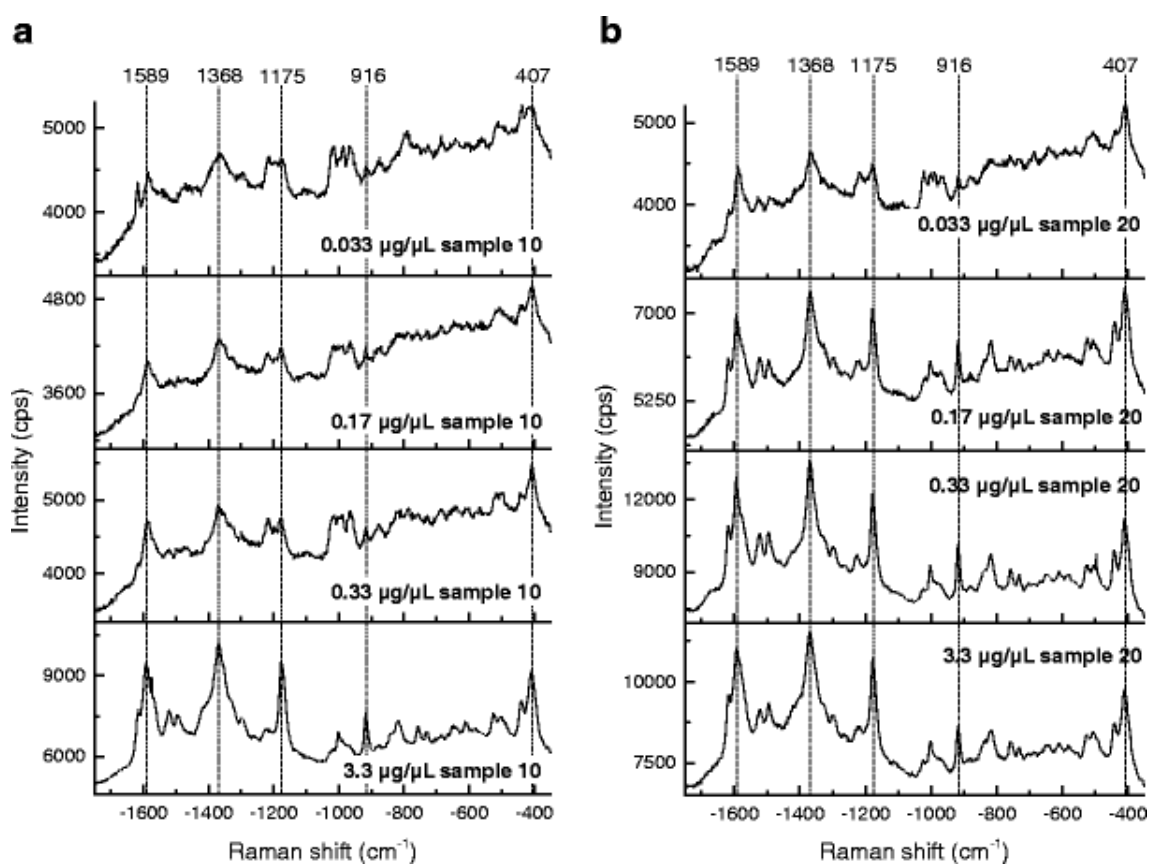 a
1589 1368 1175 916 407
5000
4000
0.033 µg/µL sample 10
4800
3600
0.17 µg/µL sample 10
5000
4000
0.33 µg/µL sample 10
9000
6000
3.3 µg/µL sample 10
-1600 -1400 -1200 -1000 -800 -600 -400
Raman shift (cm⁻¹)
Intensity (cps)
b
1589 1368 1175 916 407
5000
4000
0.033 µg/µL sample 20
7000
5250
0.17 µg/µL sample 20
12000
9000
0.33 µg/µL sample 20
10000
7500
3.3 µg/µL sample 20
-1600 -1400 -1200 -1000 -800 -600 -400
Raman shift (cm⁻¹)
Intensity (cps)